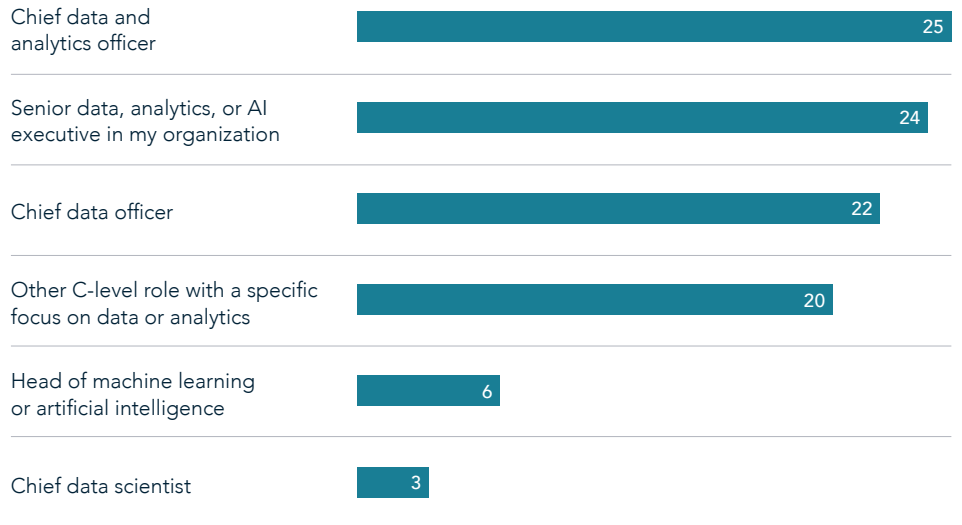 Chief data and
analytics officer
25
Senior data, analytics, or AI
executive in my organization
24
Chief data officer
22
Other C-level role with a specific
focus on data or analytics
20
Head of machine learning
or artificial intelligence
6
Chief data scientist
3